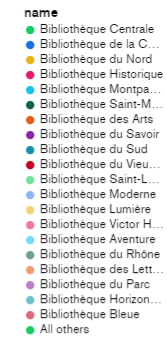 name
Bibliothèque Centrale
Bibliothèque de la C...
Bibliothèque du Nord
Bibliothèque Historique
Bibliothèque Montpa...
Bibliothèque Saint-M...
Bibliothèque des Arts
Bibliothèque du Savoir
Bibliothèque du Sud
Bibliothèque du Vieu...
Bibliothèque Saint-L...
Bibliothèque Moderne
Bibliothèque Lumière
Bibliothèque Victor H...
Bibliothèque Aventure
Bibliothèque du Rhône
Bibliothèque des Lett...
Bibliothèque du Parc
Bibliothèque Horizon...
Bibliothèque Bleue
All others